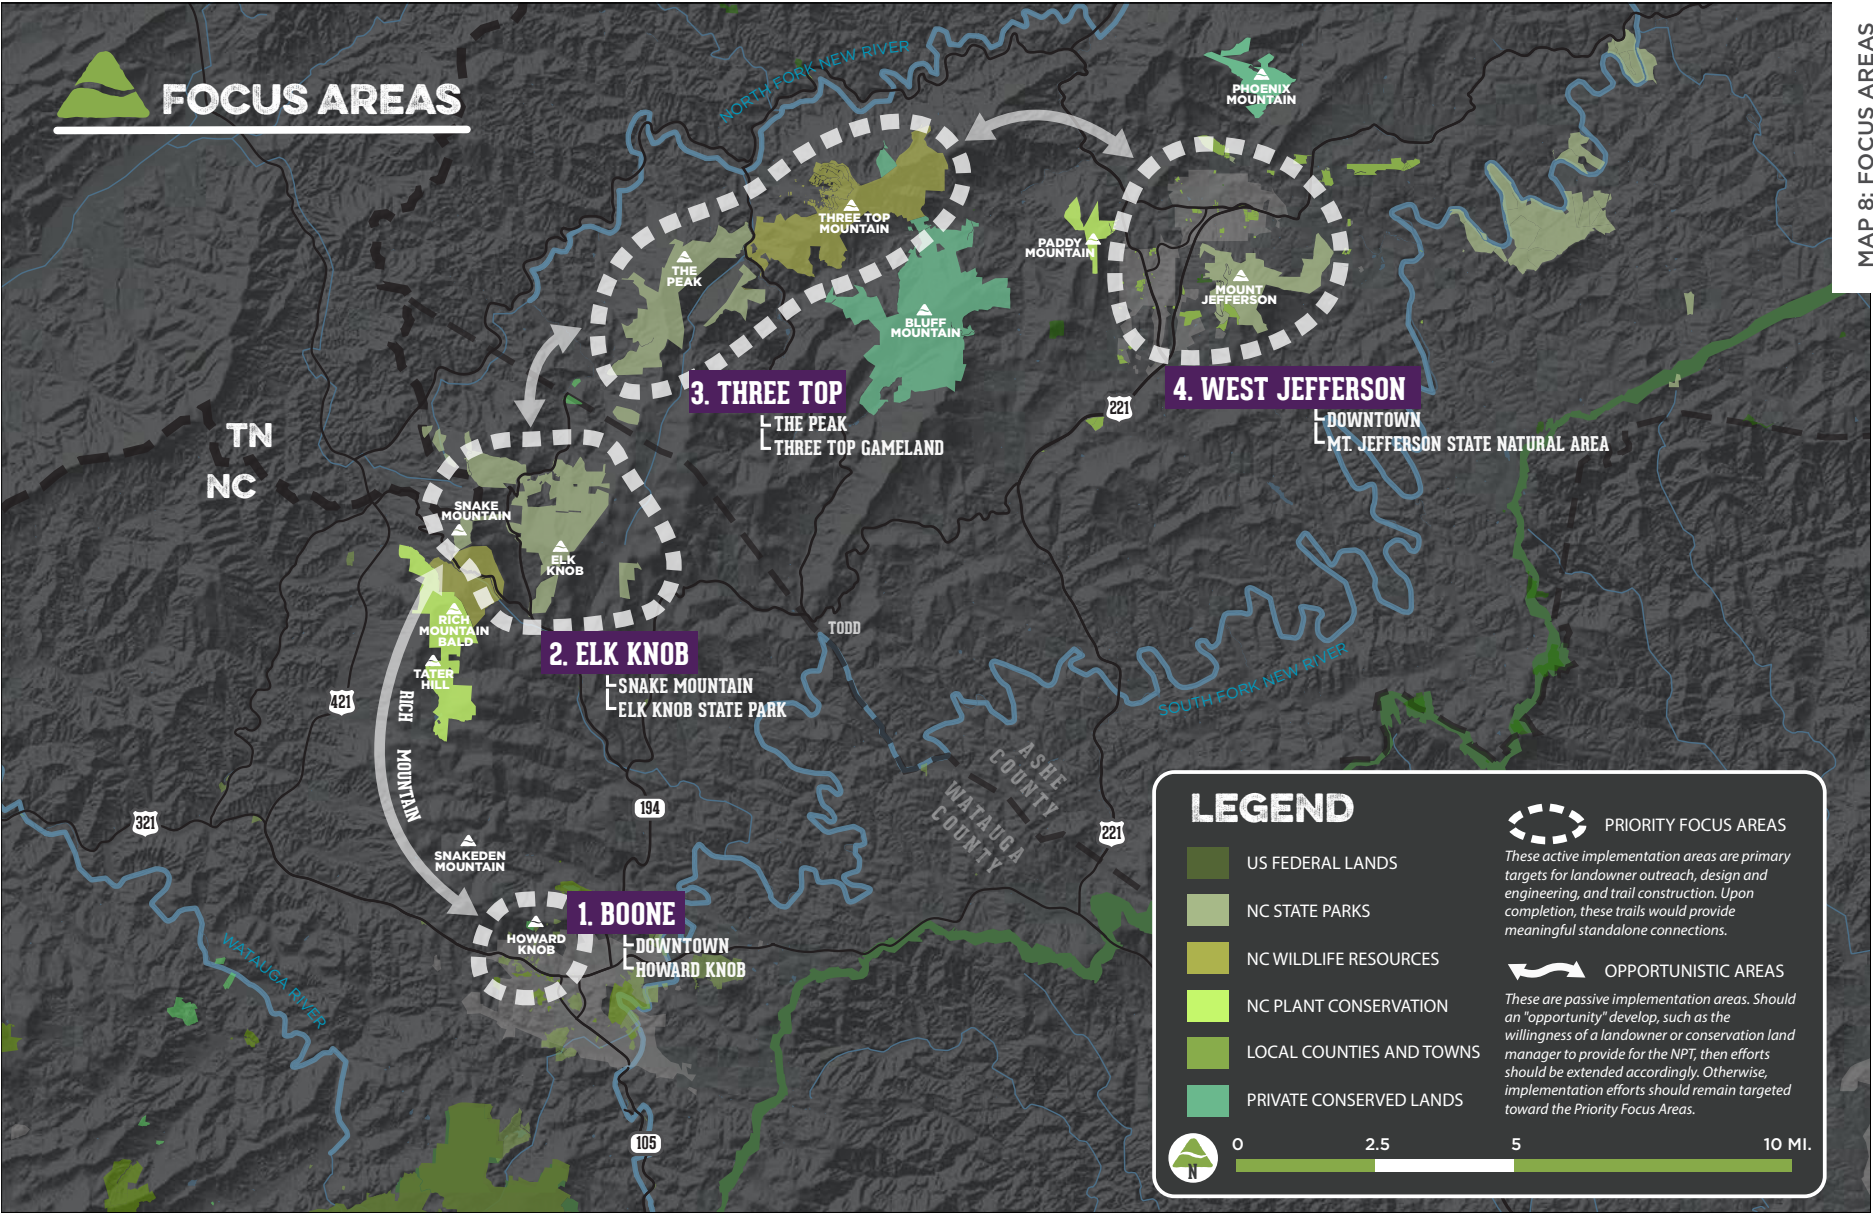 MAP 8: FOCUS AREAS
FOCUS AREAS
NORTH FORK NEW RIVER
PHOENIX
MOUNTAIN
THREE TOP
MOUNTAIN
PADDY
MOUNTAIN
THE
PEAK
MOUNT
JEFFERSON
BLUFF
MOUNTAIN
3. THREE TOP
THE PEAK
THREE TOP GAMELAND
4. WEST JEFFERSON
DOWNTOWN
MT. JEFFERSON STATE NATURAL AREA
221
TN
NC
SNAKE
MOUNTAIN
ELK
KNOB
RICH
MOUNTAIN
BALD
TATER
HILL
2. ELK KNOB
SNAKE MOUNTAIN
ELK KNOB STATE PARK
TODD
SOUTH FORK NEW RIVER
421
RICH
MOUNTAIN
ASHE
COUNTY
WATAUGA
COUNTY
321
194
221
SNAKEDEN
MOUNTAIN
1. BOONE
DOWNTOWN
HOWARD KNOB
HOWARD
KNOB
WATAUGA RIVER
105
LEGEND
US FEDERAL LANDS
NC STATE PARKS
NC WILDLIFE RESOURCES
NC PLANT CONSERVATION
LOCAL COUNTIES AND TOWNS
PRIVATE CONSERVED LANDS
PRIORITY FOCUS AREAS
These active implementation areas are primary
targets for landowner outreach, design and
engineering, and trail construction. Upon
completion, these trails would provide
meaningful standalone connections.
OPPORTUNISTIC AREAS
These are passive implementation areas. Should
an "opportunity" develop, such as the
willingness of a landowner or conservation land
manager to provide for the NPT, then efforts
should be extended accordingly. Otherwise,
implementation efforts should remain targeted
toward the Priority Focus Areas.
N
0 2.5 5 10 MI.